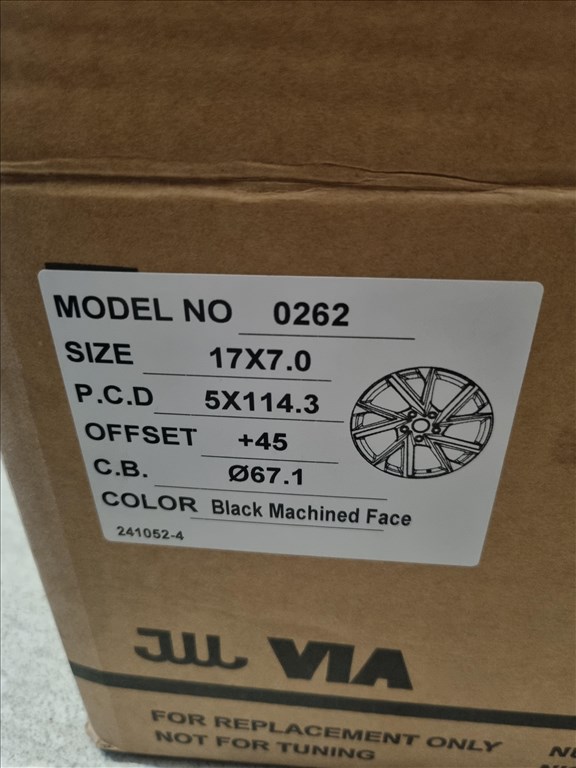 MODEL NO 0262
SIZE 17X7.0
P.C.D 5X114.3
OFFSET +45
C.B. Ø67.1
COLOR Black Machined Face
241052-4
JWL VIA
FOR REPLACEMENT ONLY
NOT FOR TUNING